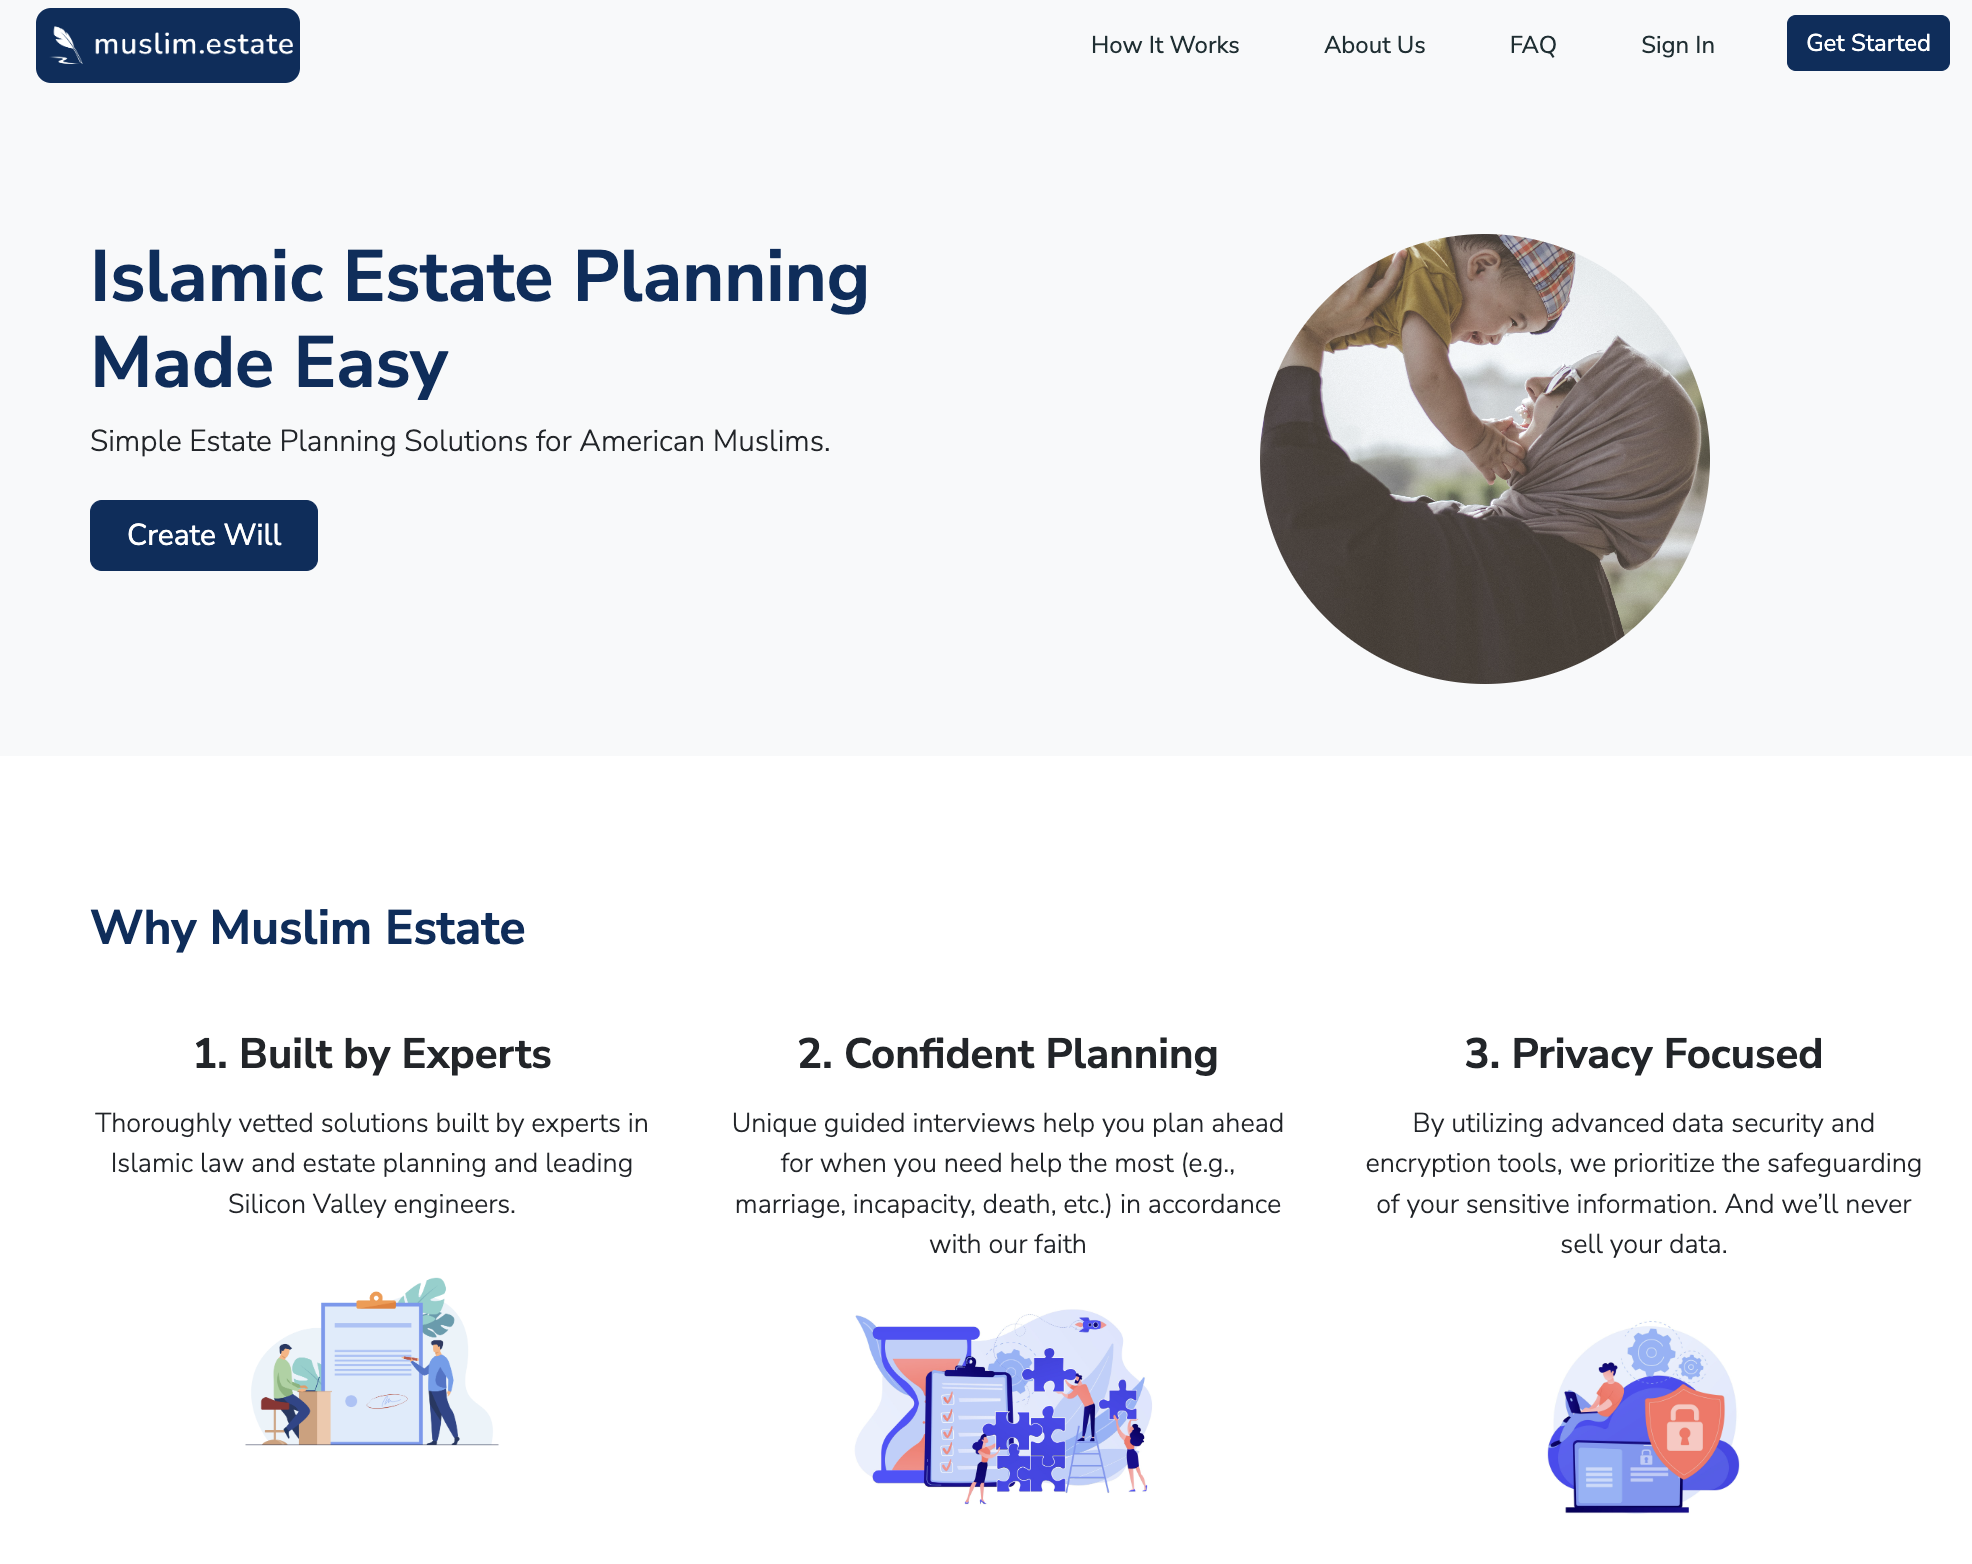 muslim.estate
How It Works
About Us
FAQ
Sign In
Get Started
Islamic Estate Planning
Made Easy
Simple Estate Planning Solutions for American Muslims.
Create Will
Why Muslim Estate
1. Built by Experts
Thoroughly vetted solutions built by experts in
Islamic law and estate planning and leading
Silicon Valley engineers.
2. Confident Planning
Unique guided interviews help you plan ahead
for when you need help the most (e.g.,
marriage, incapacity, death, etc.) in accordance
with our faith
3. Privacy Focused
By utilizing advanced data security and
encryption tools, we prioritize the safeguarding
of your sensitive information. And we’ll never
sell your data.